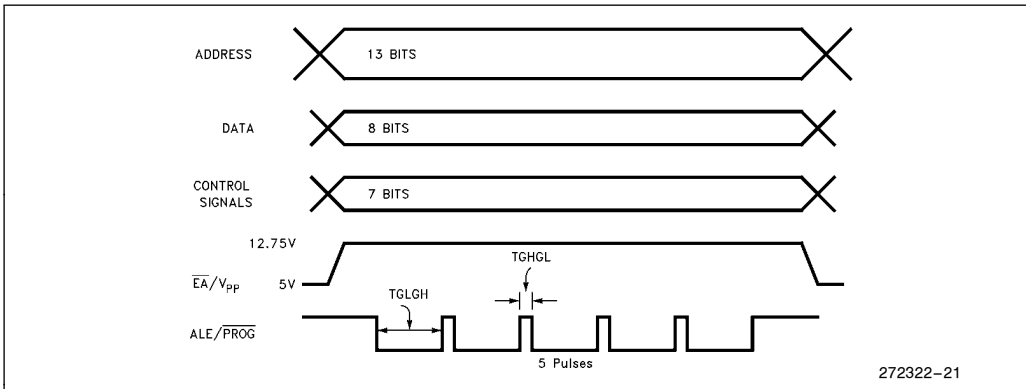 ADDRESS
13 BITS
DATA
8 BITS
CONTROL
SIGNALS
7 BITS
12.75V
TGHGL
EA/VPP
5V
TGLGH
ALE/PROG
5 Pulses
272322–21